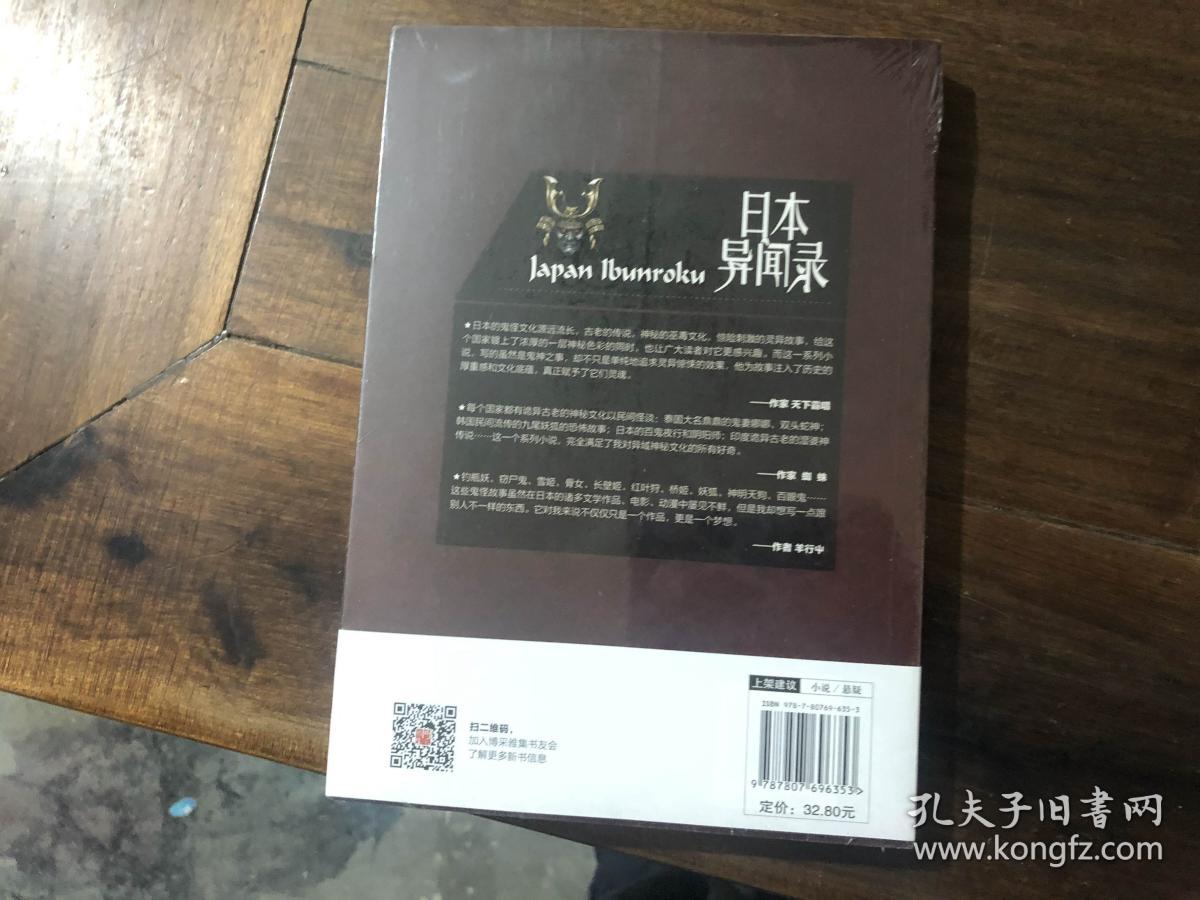 日本
异闻录
Japan Ibunroku
★日本的鬼怪文化源远流长，古老的传说，神秘的巫毒文化，惊险刺激的灵异故事，给这
个国家镀上了浓厚的一层神秘色彩的同时，也让广大读者对它更感兴趣。而这一系列小
说，写的虽然是鬼神之事，却不只是单纯地追求灵异惊悚的效果，他为故事注入了历史的
厚重感和文化底蕴，真正赋予了它们灵魂。
——作家 天下霸唱
★每个国家都有诡异古老的神秘文化以民间怪谈：泰国大名鼎鼎的鬼妻娜娜、双头蛇神；
韩国民间流传的九尾妖狐的恐怖故事；日本的百鬼夜行和阴阳师；印度诡异古老的湿婆神
传说……这一个系列小说，完全满足了我对异域神秘文化的所有好奇。
——作家 蜘 蛛
★钓瓶妖、窃尸鬼、雪姬、骨女、长壁姬、红叶狩、桥姬、妖狐、神明天狗、百眼鬼……
这些鬼怪故事虽然在日本的诸多文学作品、电影、动漫中屡见不鲜，但是我却想写一点跟
别人不一样的东西。它对我来说不仅仅只是一个作品，更是一个梦想。
——作者 羊行屮
扫二维码，
加入博采雅集书友会
了解更多新书信息
上架建议 小说／悬疑
ISBN 978-7-80769-635-3
9 787807 696353>
定价：32.80元
孔夫子旧書网
www.kongfz.com